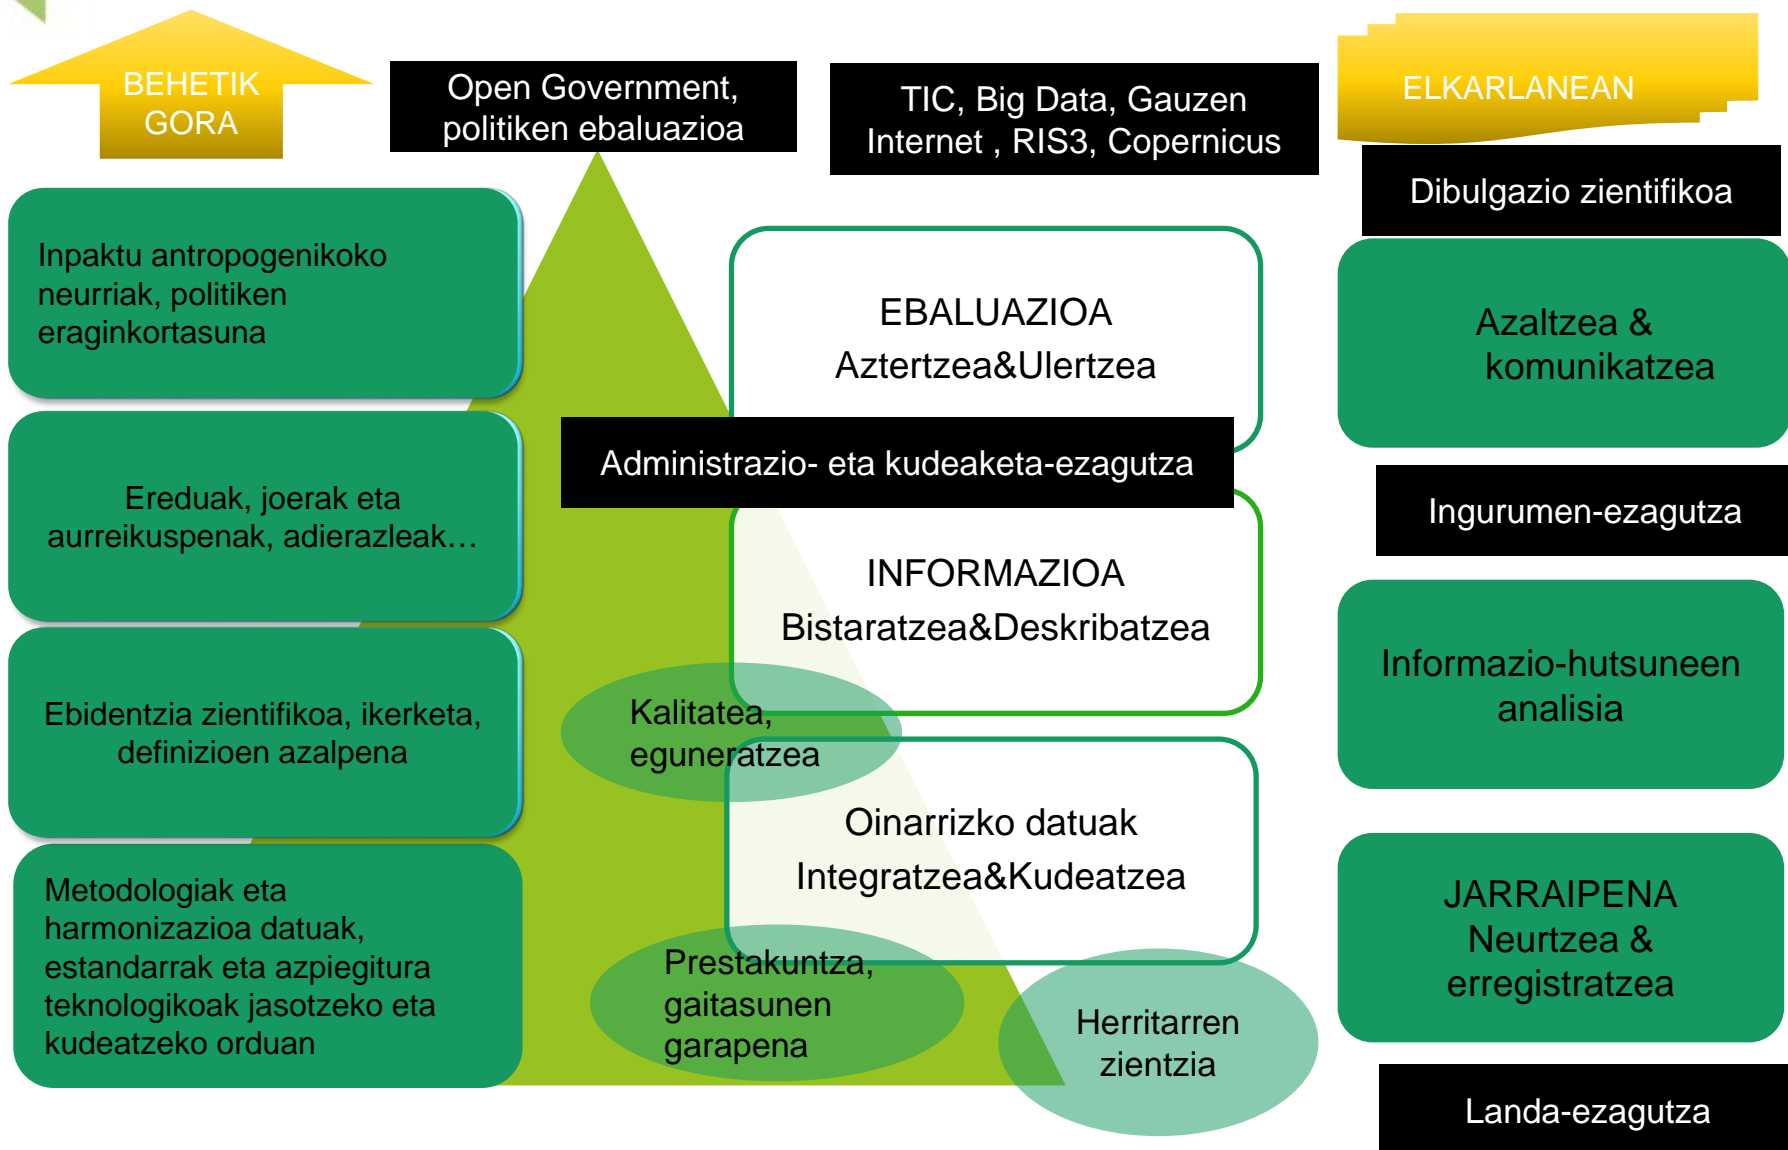 BEHETIK
GORA
Open Government,
politiken ebaluazioa
TIC, Big Data, Gauzen
Internet , RIS3, Copernicus
ELKARLANEAN
Dibulgazio zientifikoa
Inpaktu antropogenikoko
neurriak, politiken
eraginkortasuna
EBALUAZIOA
Aztertzea&Ulertzea
Azaltzea &
komunikatzea
Administrazio- eta kudeaketa-ezagutza
Ereduak, joerak eta
aurreikuspenak, adierazleak…
Ingurumen-ezagutza
INFORMAZIOA
Bistaratzea&Deskribatzea
Informazio-hutsuneen
analisia
Ebidentzia zientifikoa, ikerketa,
definizioen azalpena
Kalitatea,
eguneratzea
Oinarrizko datuak
Integratzea&Kudeatzea
Metodologiak eta
harmonizazioa datuak,
estandarrak eta azpiegitura
teknologikoak jasotzeko eta
kudeatzeko orduan
JARRAIPENA
Neurtzea &
erregistratzea
Prestakuntza,
gaitasunen
garapena
Herritarren
zientzia
Landa-ezagutza